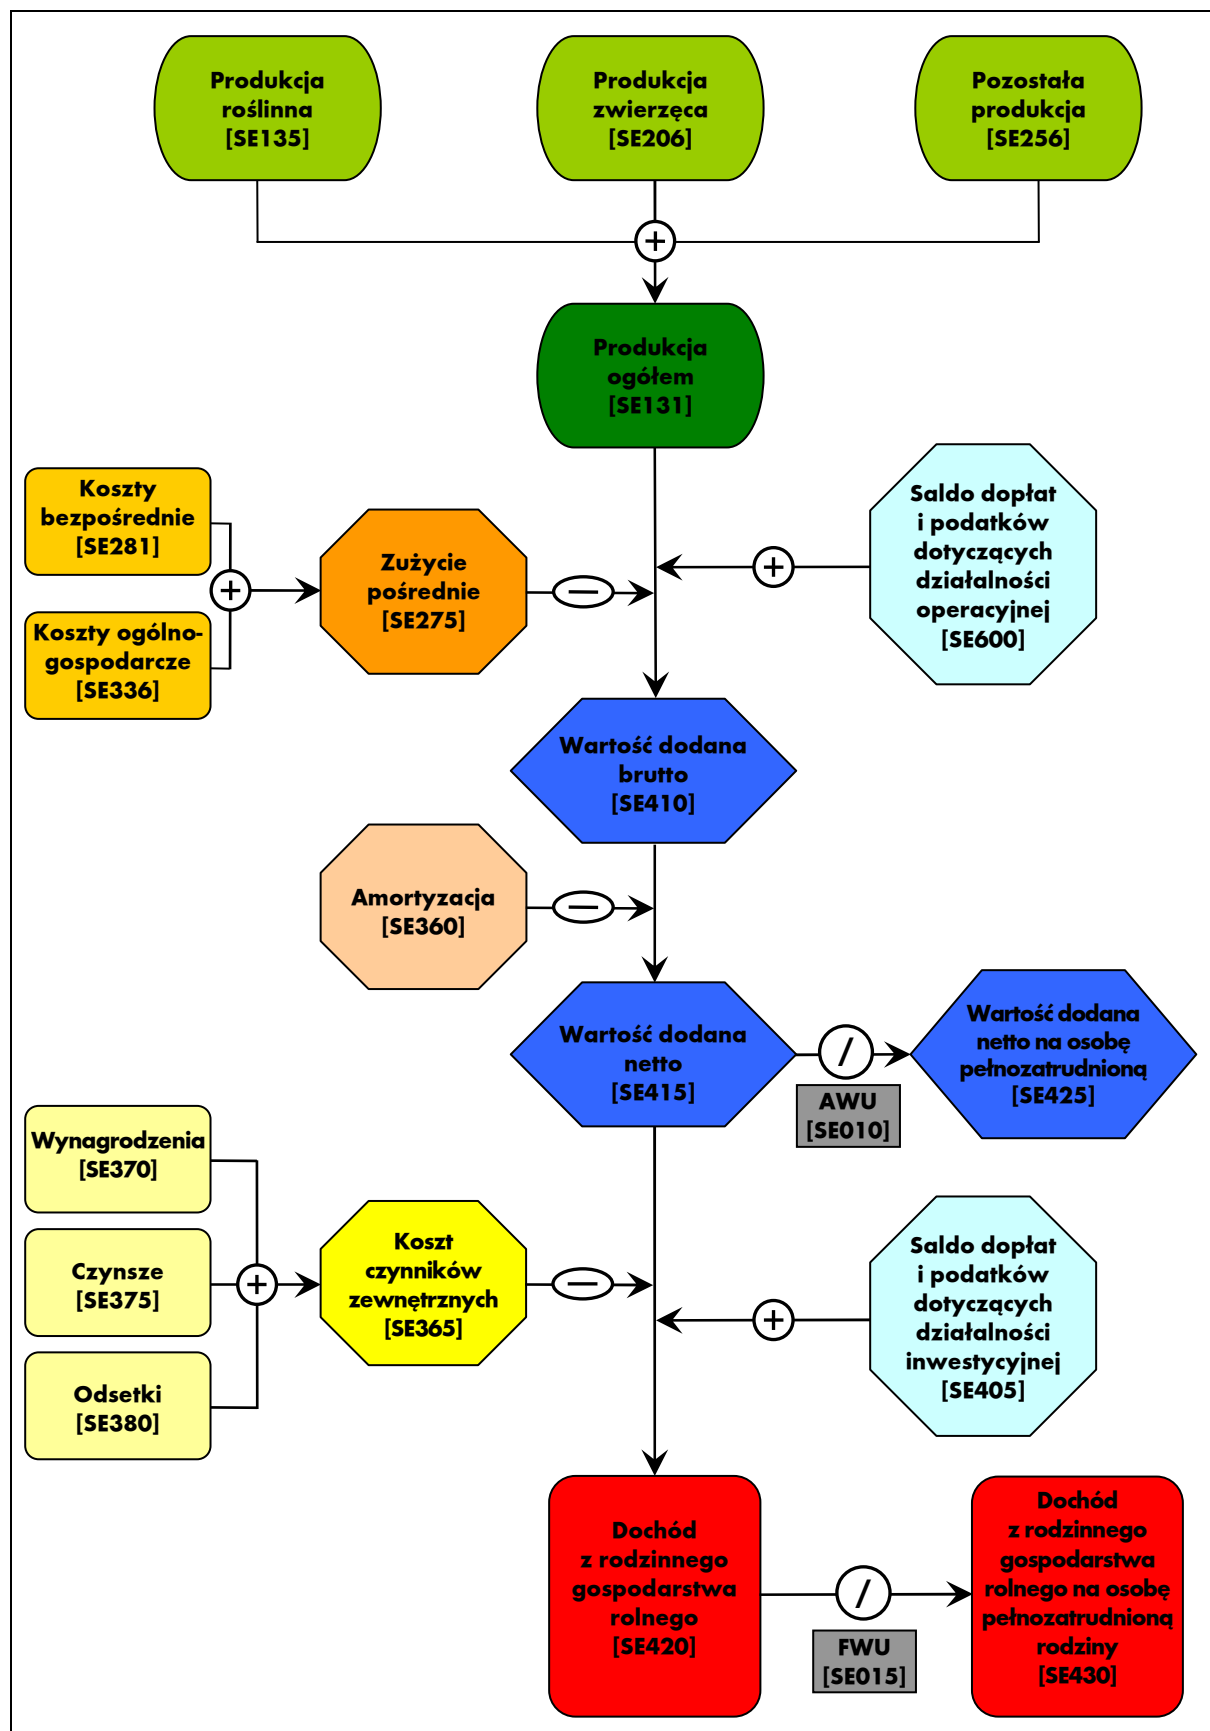 Produkcja
roślinna
[SE135]
Produkcja
zwierzęca
[SE206]
Pozostała
produkcja
[SE256]
+
Produkcja
ogółem
[SE131]
Koszty
bezpośrednie
[SE281]
Koszty ogólno-
gospodarcze
[SE336]
+
Zużycie
pośrednie
[SE275]
—
+
Saldo dopłat
i podatków
dotyczących
działalności
operacyjnej
[SE600]
Wartość dodana
brutto
[SE410]
Amortyzacja
[SE360]
—
Wartość dodana
netto
[SE415]
/
AWU
[SE010]
Wartość dodana
netto na osobę
pełnozatrudnioną
[SE425]
Wynagrodzenia
[SE370]
Czynsze
[SE375]
Odsetki
[SE380]
+
Koszt
czynników
zewnętrznych
[SE365]
—
+
Saldo dopłat
i podatków
dotyczących
działalności
inwestycyjnej
[SE405]
Dochód
z rodzinnego
gospodarstwa
rolnego
[SE420]
/
FWU
[SE015]
Dochód
z rodzinnego
gospodarstwa
rolnego na osobę
pełnozatrudnioną
rodziny
[SE430]